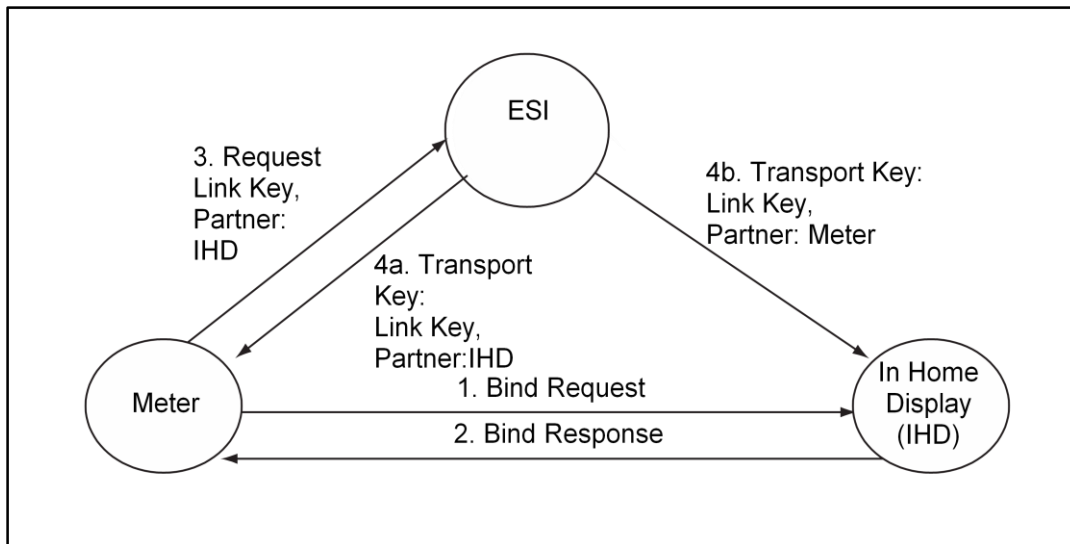 ESI
3. Request
Link Key,
Partner:
IHD
4b. Transport Key:
Link Key,
Partner: Meter
4a. Transport
Key:
Link Key,
Partner:IHD
Meter
1. Bind Request
2. Bind Response
In Home
Display
(IHD)